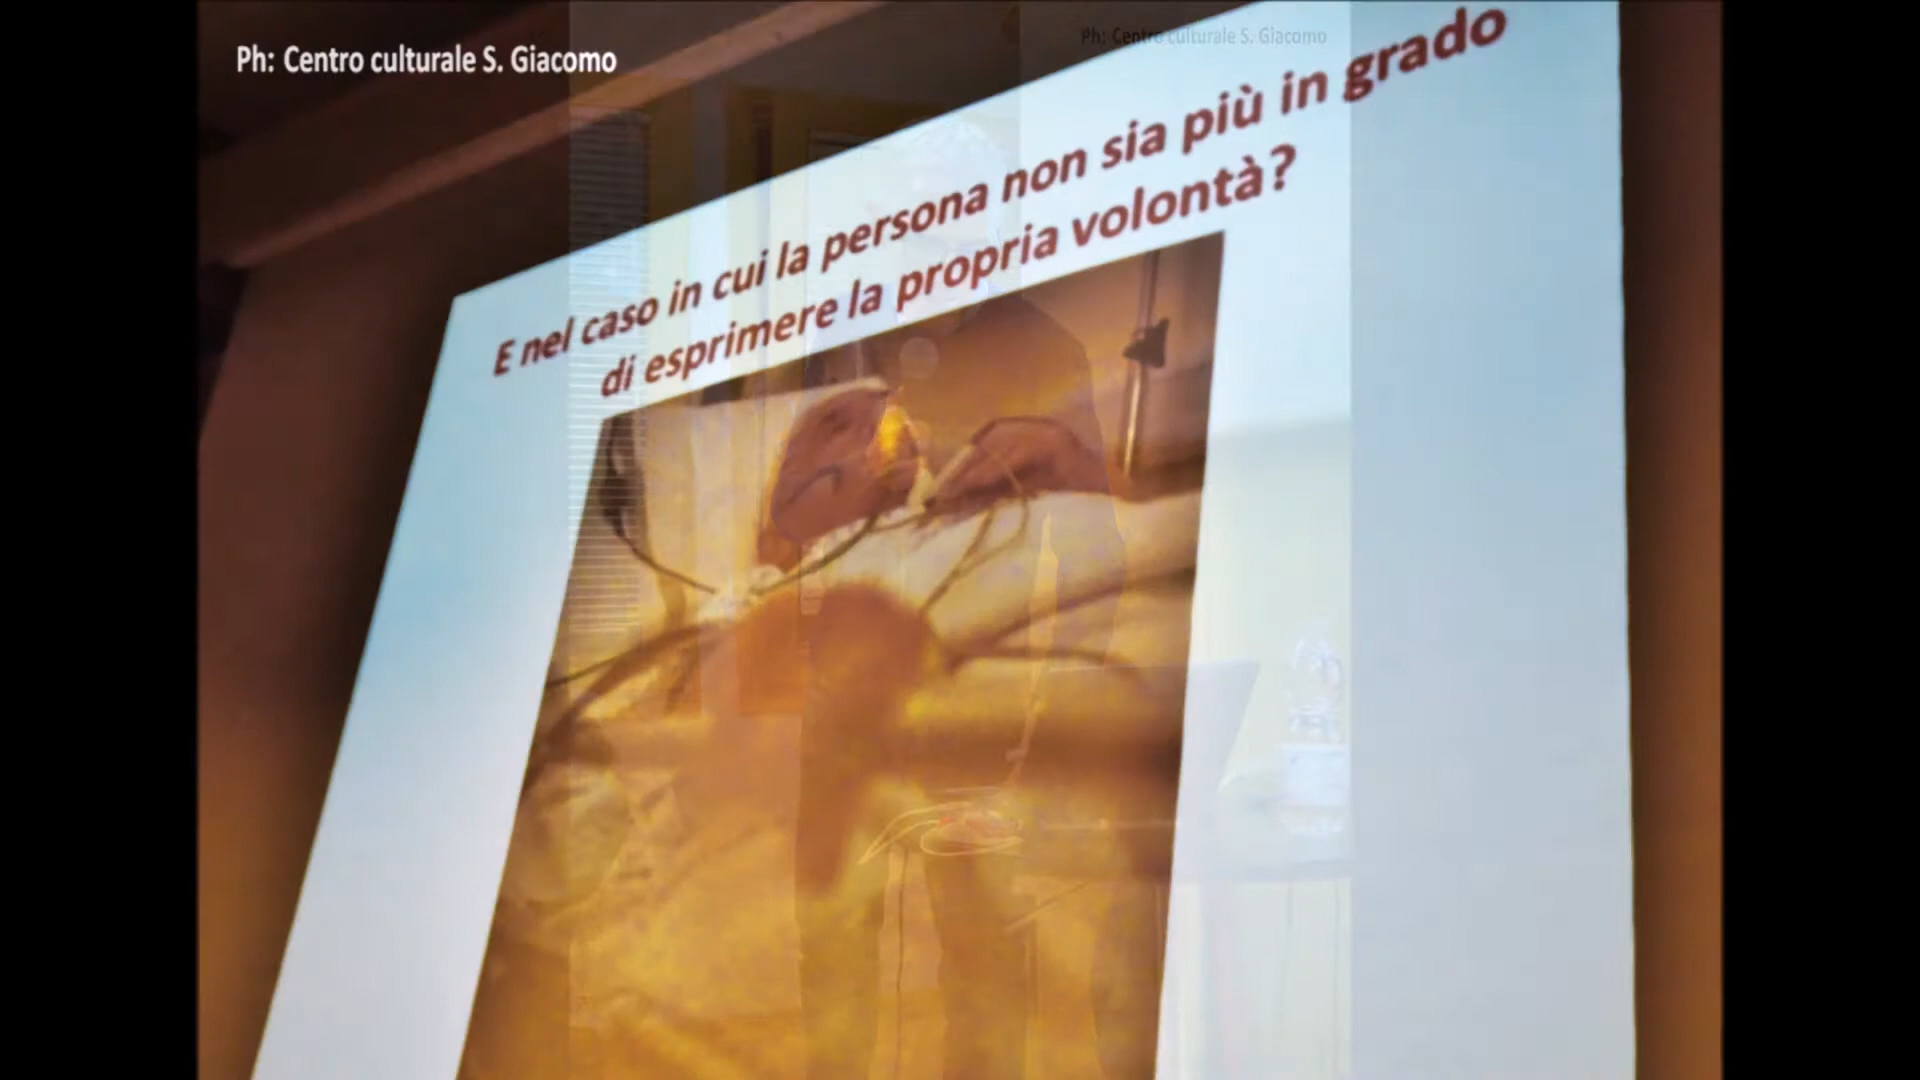 Ph: Centro culturale S. Giacomo
Ph: Centro culturale S. Giacomo
E nel caso in cui la persona non sia più in grado
di esprimere la propria volontà?